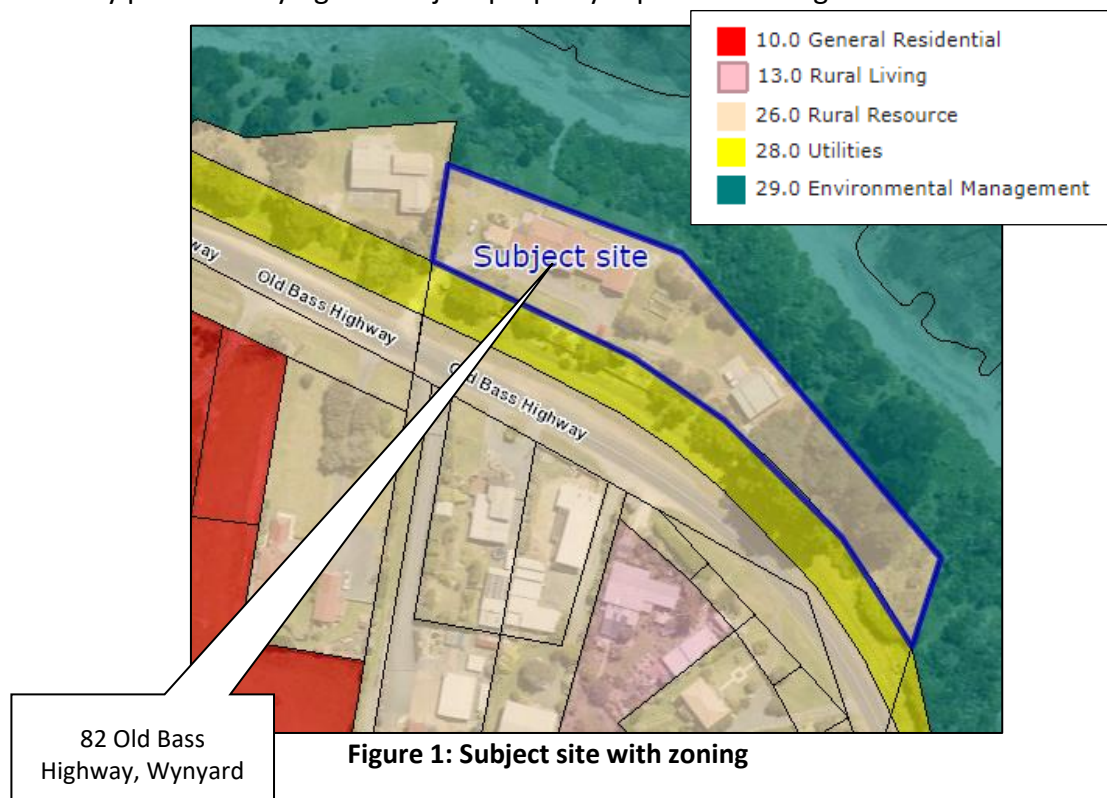 10.0 General Residential
13.0 Rural Living
26.0 Rural Resource
28.0 Utilities
29.0 Environmental Management
Subject site
way
Old Bass Highway
Old Bass Highway
82 Old Bass
Highway, Wynyard
Figure 1: Subject site with zoning